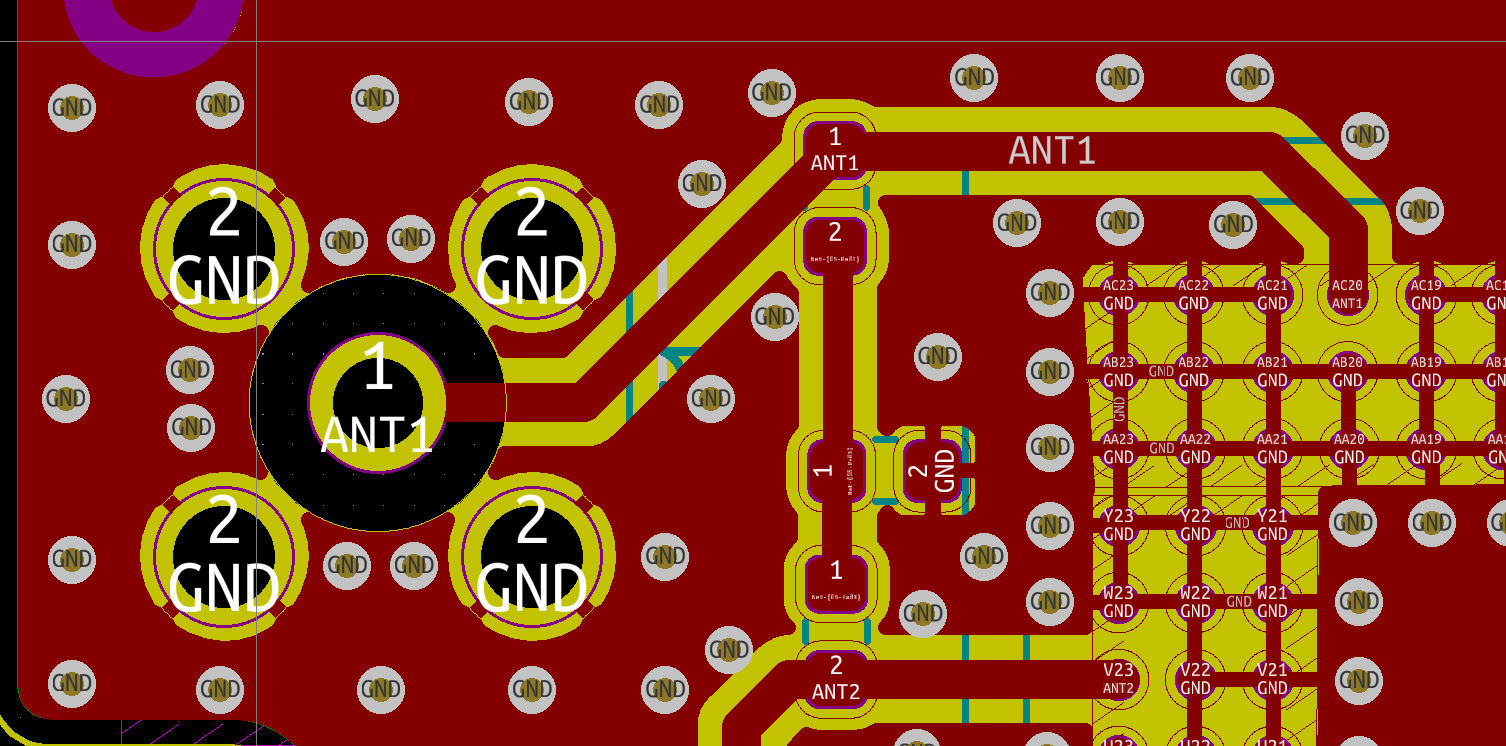 GND
GND
GND
GND
GND
GND
GND
GND
GND
GND
1
ANT1
ANT1
GND
2
GND
2
GND
GND
GND
GND
GND
GND
GND
GND
GND
2
GND
AC23
GND
AC22
GND
AC21
GND
AC20
ANT1
AC19
GND
GND
GND
GND
GND
AB23
GND
GND
AB22
GND
AB21
GND
AB20
GND
AB19
GND
1
ANT1
GND
GND
GND
GND
GND
AA23
GND
GND
AA22
GND
AA21
GND
AA20
GND
AA19
GND
1
2
GND
2
GND
2
GND
GND
Y23
GND
Y22
GND
GND
Y21
GND
GND
GND
GND
GND
GND
GND
GND
1
GND
GND
W23
GND
W22
GND
GND
W21
GND
GND
GND
2
ANT2
V23
ANT2
V22
GND
V21
GND
GND
GND
GND
GND
GND
GND